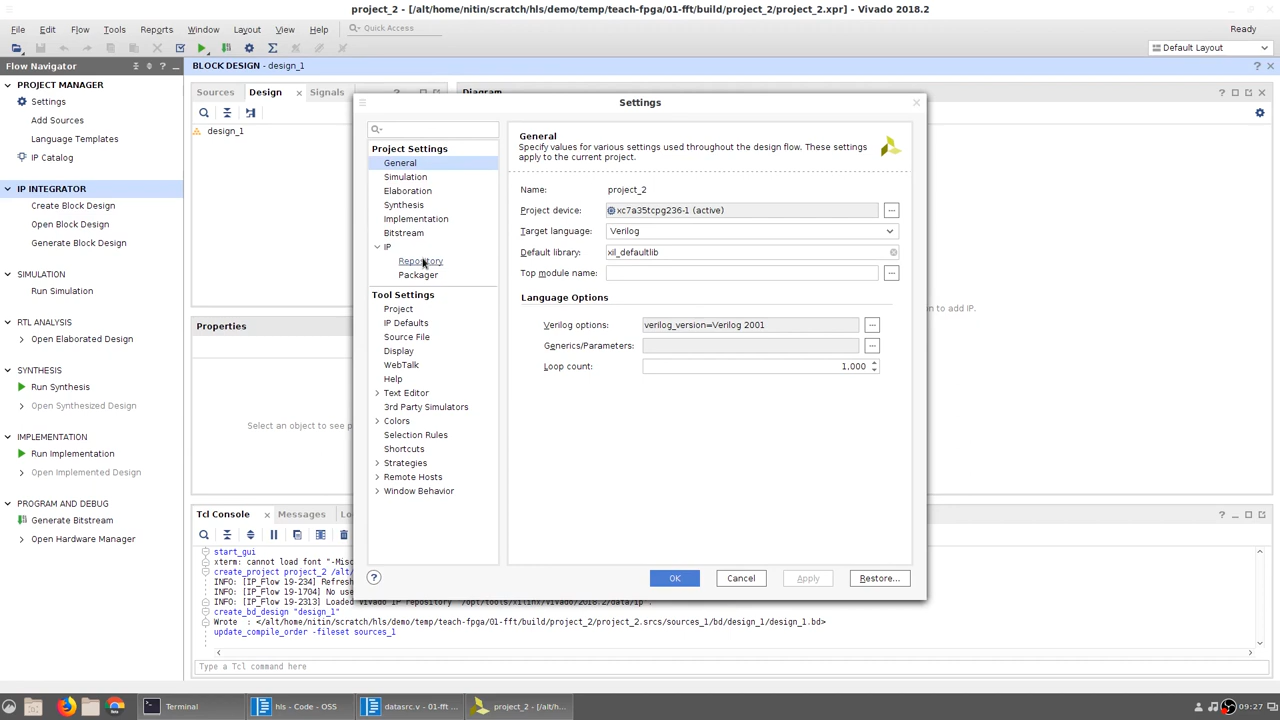 project_2 - [/alt/home/nitin/scratch/hls/demo/temp/teach-fpga/01-fft/build/project_2/project_2.xpr] - Vivado 2018.2
File Edit Flow Tools Reports Window Layout View Help Quick Access Ready
Default Layout
Flow Navigator
BLOCK DESIGN - design_1
PROJECT MANAGER
Settings
Add Sources
Language Templates
IP Catalog
IP INTEGRATOR
Create Block Design
Open Block Design
Generate Block Design
SIMULATION
Run Simulation
RTL ANALYSIS
Open Elaborated Design
SYNTHESIS
Run Synthesis
Open Synthesized Design
IMPLEMENTATION
Run Implementation
Open Implemented Design
PROGRAM AND DEBUG
Generate Bitstream
Open Hardware Manager
Sources Design Signals
Diagram
design_1
Properties
Select an object to see p
n to add IP.
Settings
Project Settings
General
Simulation
Elaboration
Synthesis
Implementation
Bitstream
IP
Repository
Packager
Tool Settings
Project
IP Defaults
Source File
Display
WebTalk
Help
Text Editor
3rd Party Simulators
Colors
Selection Rules
Shortcuts
Strategies
Remote Hosts
Window Behavior
General
Specify values for various settings used throughout the design flow. These settings
apply to the current project.
Name: project_2
Project device: xc7a35tcpg236-1 (active)
Target language: Verilog
Default library: xil_defaultlib
Top module name:
Language Options
Verilog options: verilog_version=Verilog 2001
Generics/Parameters:
Loop count: 1,000
OK Cancel Apply Restore...
Tcl Console Messages Lo
start_gui
xterm: cannot load font "-Misc
create_project project_2 /alt/
INFO: [IP_Flow 19-234] Refresh
INFO: [IP_Flow 19-1704] No use
INFO: [IP_Flow 19-2313] Loaded Vivado IP repository '/opt/tools/xilinx/Vivado/2018.2/data/ip'.
create_bd_design "design_1"
Wrote : </alt/home/nitin/scratch/hls/demo/temp/teach-fpga/01-fft/build/project_2/project_2.srcs/sources_1/bd/design_1/design_1.bd>
update_compile_order -fileset sources_1
Type a Tcl command here
Terminal
hls - Code - OSS
datasrc.v - 01-fft ...
project_2 - [/alt/h...
09:27